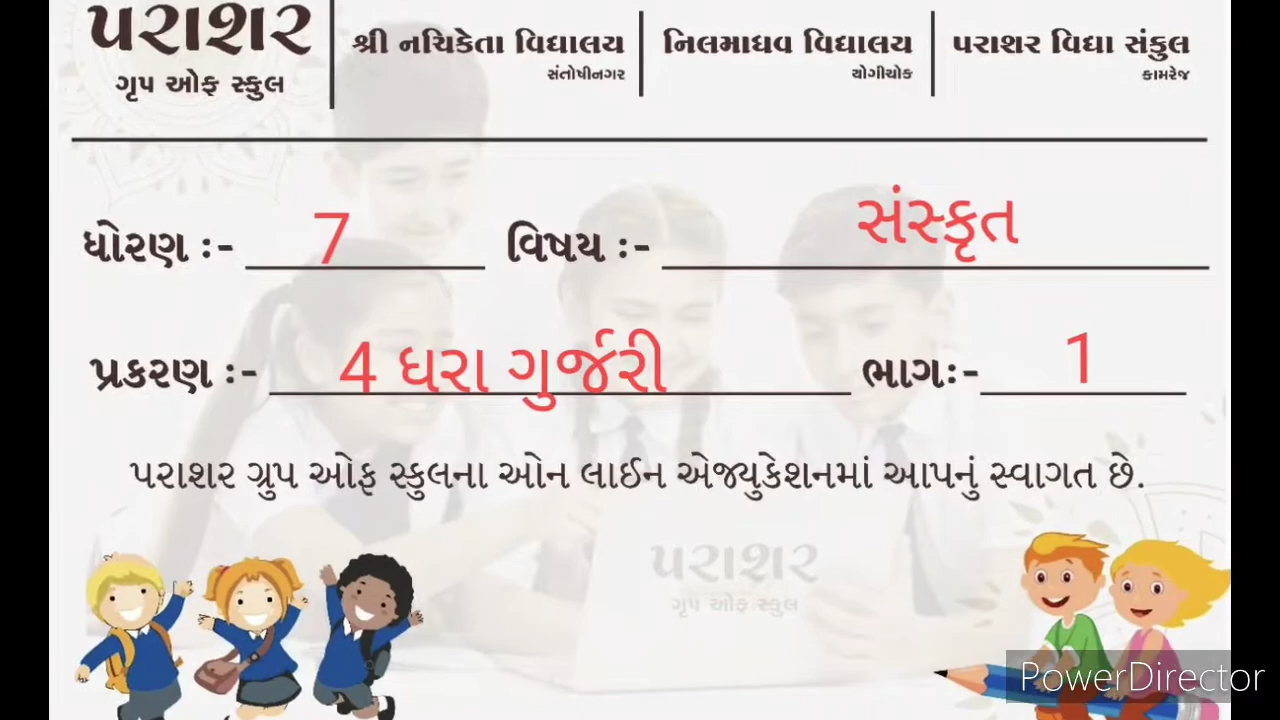 પરાશર
ગૃપ ઓફ સ્કુલ
શ્રી નચિકેતા વિદ્યાલય
સંતોષીનગર
નિલમાધવ વિદ્યાલય
યોગીચોક
પરાશર વિદ્યા સંકુલ
કામરેજ
ધોરણ :- 7 વિષય :- સંસ્કૃત
પ્રકરણ :- 4 ધરા ગુર્જરી ભાગ:- 1
પરાશર ગ્રુપ ઓફ સ્કુલના ઓન લાઈન એજ્યુકેશનમાં આપનું સ્વાગત છે.
પરાશર
ગૃપ ઓફ સ્કુલ
PowerDirector